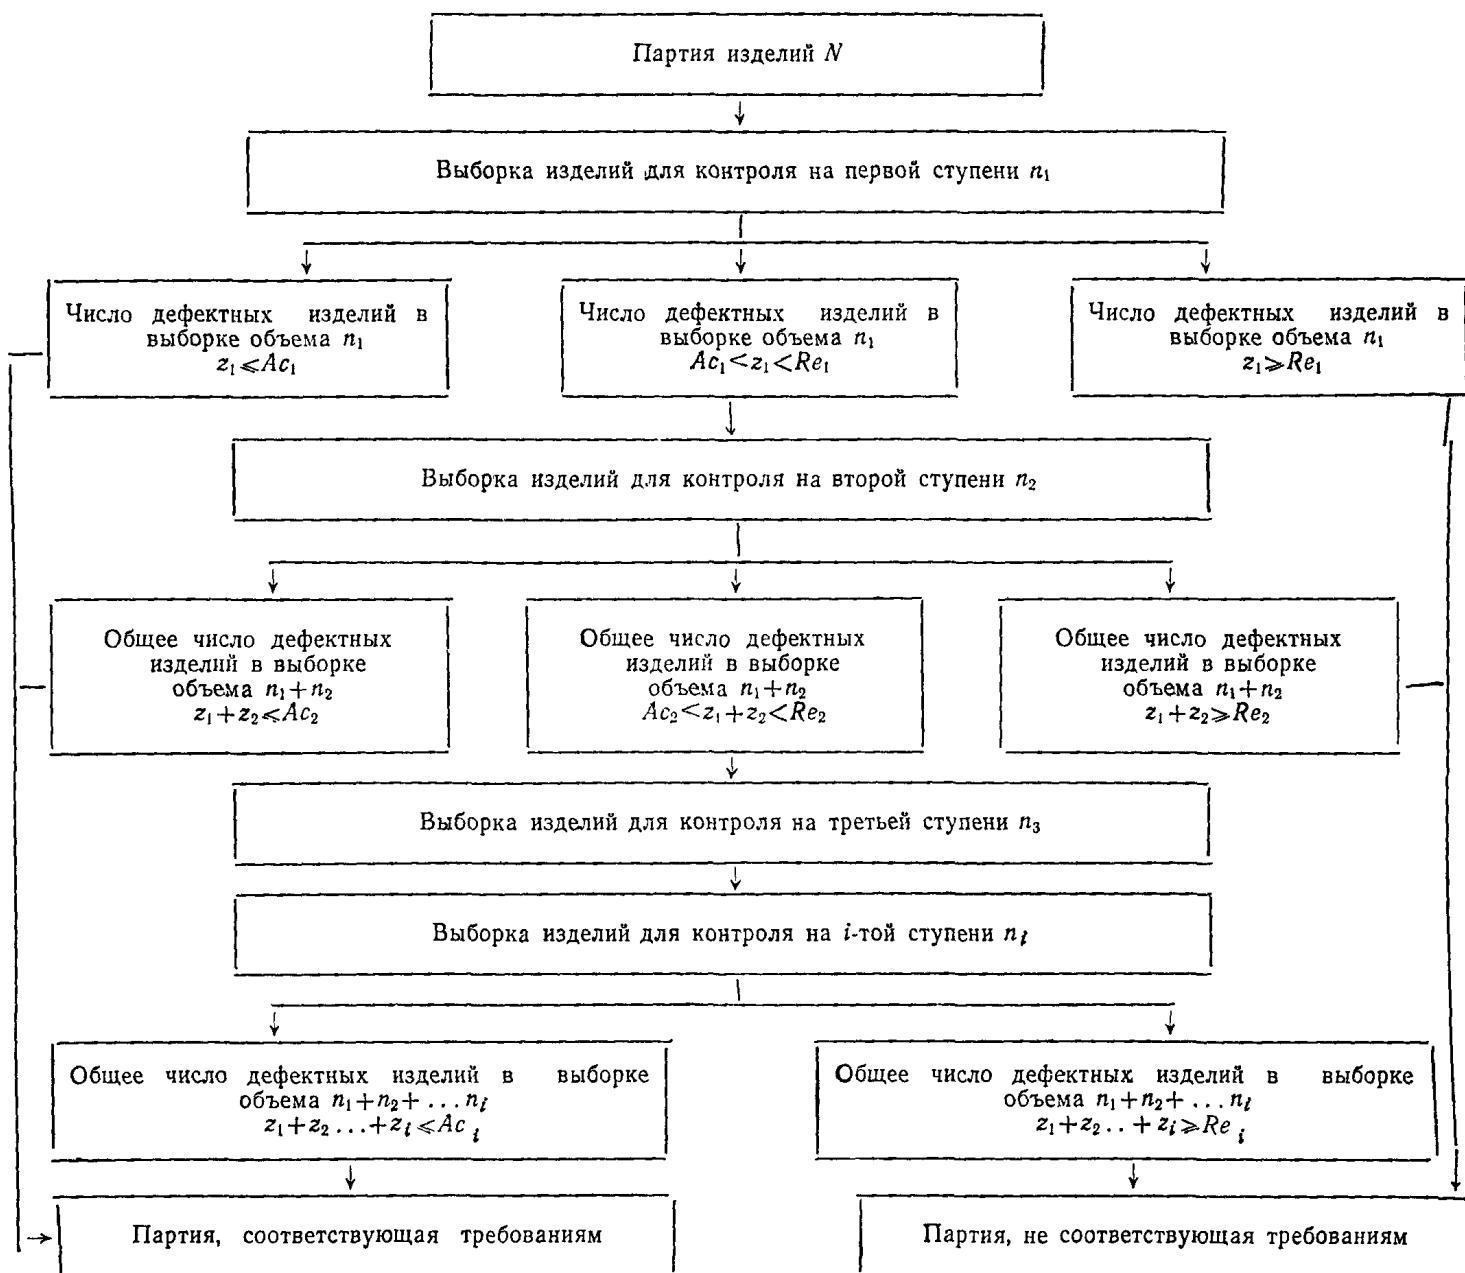 Партия изделий N
Выборка изделий для контроля на первой ступени n₁
Число дефектных изделий в
выборке объема n₁
z₁⩽Ac₁
Число дефектных изделий в
выборке объема n₁
Ac₁<z₁<Re₁
Число дефектных изделий в
выборке объема n₁
z₁⩾Re₁
Выборка изделий для контроля на второй ступени n₂
Общее число дефектных
изделий в выборке
объема n₁+n₂
z₁+z₂⩽Ac₂
Общее число дефектных
изделий в выборке
объема n₁+n₂
Ac₂<z₁+z₂<Re₂
Общее число дефектных
изделий в выборке
объема n₁+n₂
z₁+z₂⩾Re₂
Выборка изделий для контроля на третьей ступени n₃
Выборка изделий для контроля на i-той ступени nᵢ
Общее число дефектных изделий в выборке
объема n₁+n₂+ ...nᵢ
z₁+z₂...+zᵢ⩽Acᵢ
Общее число дефектных изделий в выборке
объема n₁+n₂+ ...nᵢ
z₁+z₂..+zᵢ⩾Reᵢ
Партия, соответствующая требованиям
Партия, не соответствующая требованиям